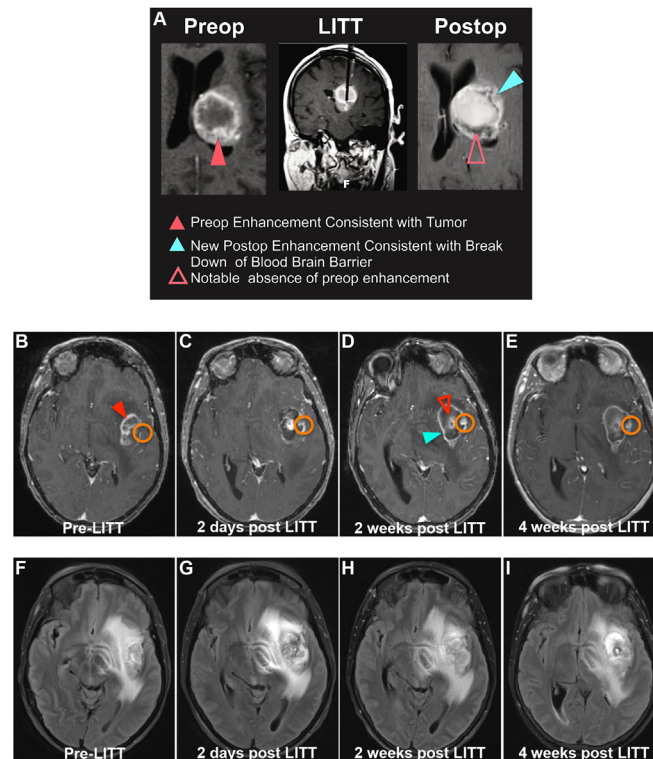 A
Preop LITT Postop
F
Preop Enhancement Consistent with Tumor
New Postop Enhancement Consistent with Break
Down of Blood Brain Barrier
Notable absence of preop enhancement
B C D E
Pre-LITT 2 days post LITT 2 weeks post LITT 4 weeks post LITT
F G H I
Pre-LITT 2 days post LITT 2 weeks post LITT 4 weeks post LITT